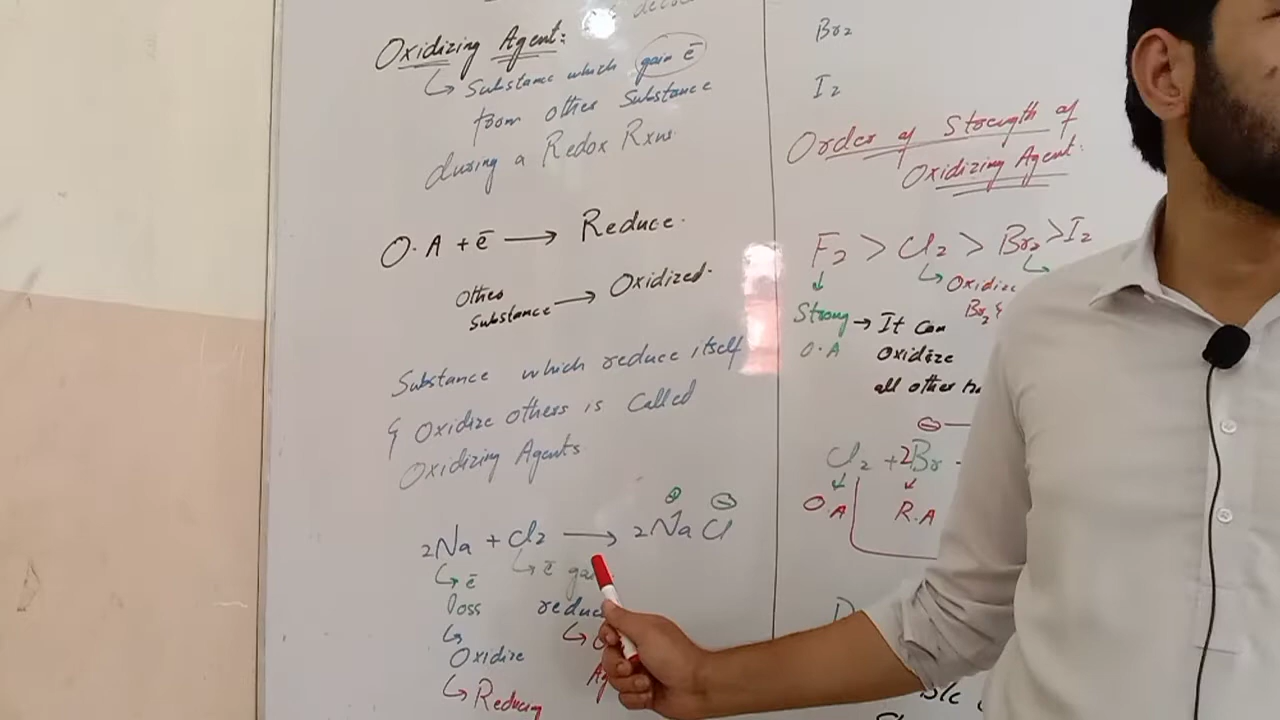 Oxidizing Agent:
↳ Substance which gain ē
from other Substance
during a Redox Rxns
O.A + ē → Reduce.
Other
Substance → Oxidized.
Substance which reduce itself
& Oxidize others is Called
Oxidizing Agents
⊕ ⊖
2Na + Cl2 → 2NaCl
↳ ē ↳ ē
loss
↳
Oxidize
↳ Reducing
Br2
I2
Order of Strength of
Oxidizing Agent:
F2 > Cl2 > Br2 > I2
↓ ↳ Oxidize ↳
Br2 &
Strong → It Can
O.A Oxidize
all other
⊖
Cl2 + 2Br
↓ ↓
O.A R.A